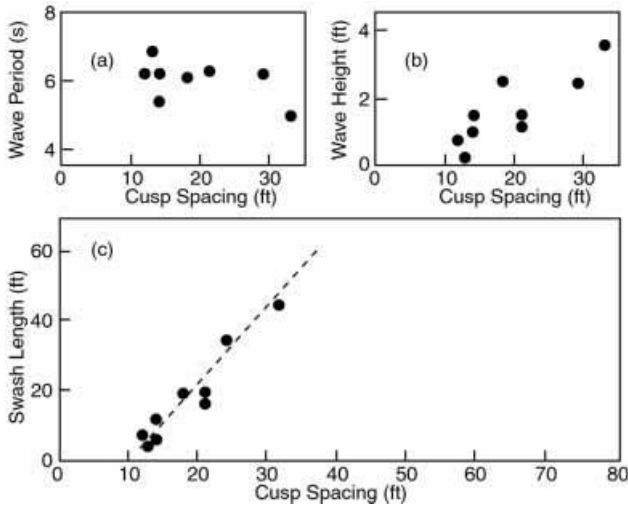 Wave Period (s)
8
6
4
(a)
0 10 20 30
Cusp Spacing (ft)
Wave Height (ft)
4
2
0
(b)
0 10 20 30
Cusp Spacing (ft)
Swash Length (ft)
60
40
20
0
(c)
0 10 20 30 40 50 60 70 80
Cusp Spacing (ft)